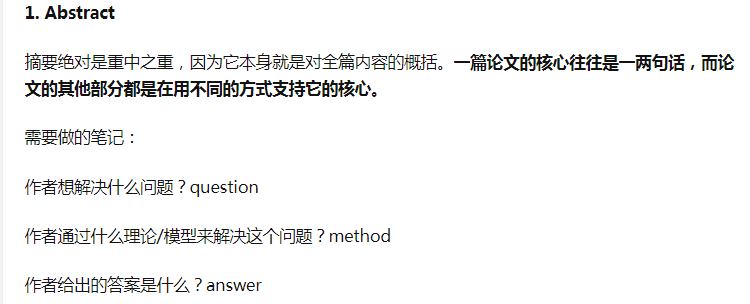 1. Abstract
摘要绝对是重中之重，因为它本身就是对全篇内容的概括。一篇论文的核心往往是一两句话，而论
文的其他部分都是在用不同的方式支持它的核心。
需要做的笔记：
作者想解决什么问题？question
作者通过什么理论/模型来解决这个问题？method
作者给出的答案是什么？answer